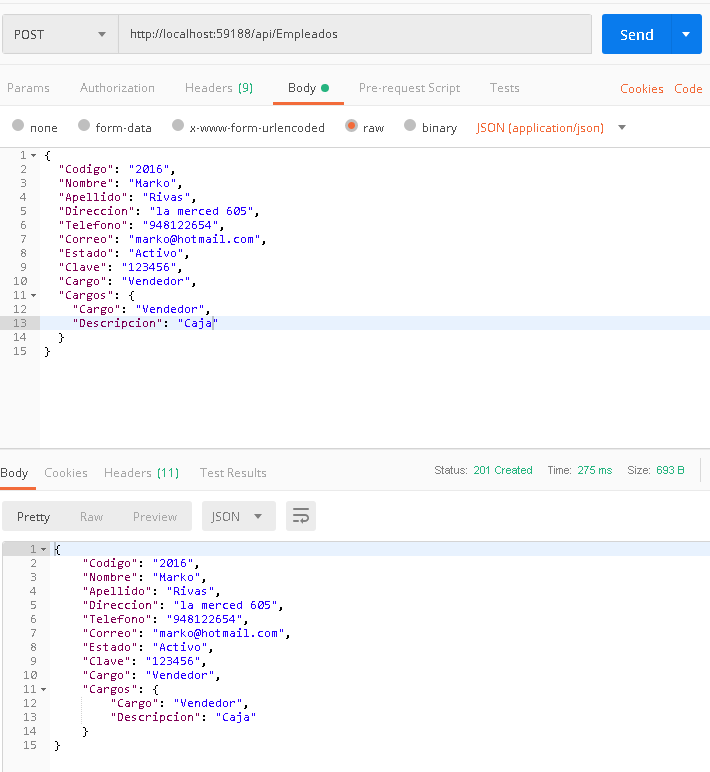 POST http://localhost:59188/api/Empleados Send
Params Authorization Headers (9) Body Pre-request Script Tests Cookies Code
none form-data x-www-form-urlencoded raw binary JSON (application/json)
1 {
2 "Codigo": "2016",
3 "Nombre": "Marko",
4 "Apellido": "Rivas",
5 "Direccion": "la merced 605",
6 "Telefono": "948122654",
7 "Correo": "marko@hotmail.com",
8 "Estado": "Activo",
9 "Clave": "123456",
10 "Cargo": "Vendedor",
11 "Cargos": {
12 "Cargo": "Vendedor",
13 "Descripcion": "Caja"
14 }
15 }
Body Cookies Headers (11) Test Results Status: 201 Created Time: 275 ms Size: 693 B
Pretty Raw Preview JSON
1 {
2 "Codigo": "2016",
3 "Nombre": "Marko",
4 "Apellido": "Rivas",
5 "Direccion": "la merced 605",
6 "Telefono": "948122654",
7 "Correo": "marko@hotmail.com",
8 "Estado": "Activo",
9 "Clave": "123456",
10 "Cargo": "Vendedor",
11 "Cargos": {
12 "Cargo": "Vendedor",
13 "Descripcion": "Caja"
14 }
15 }